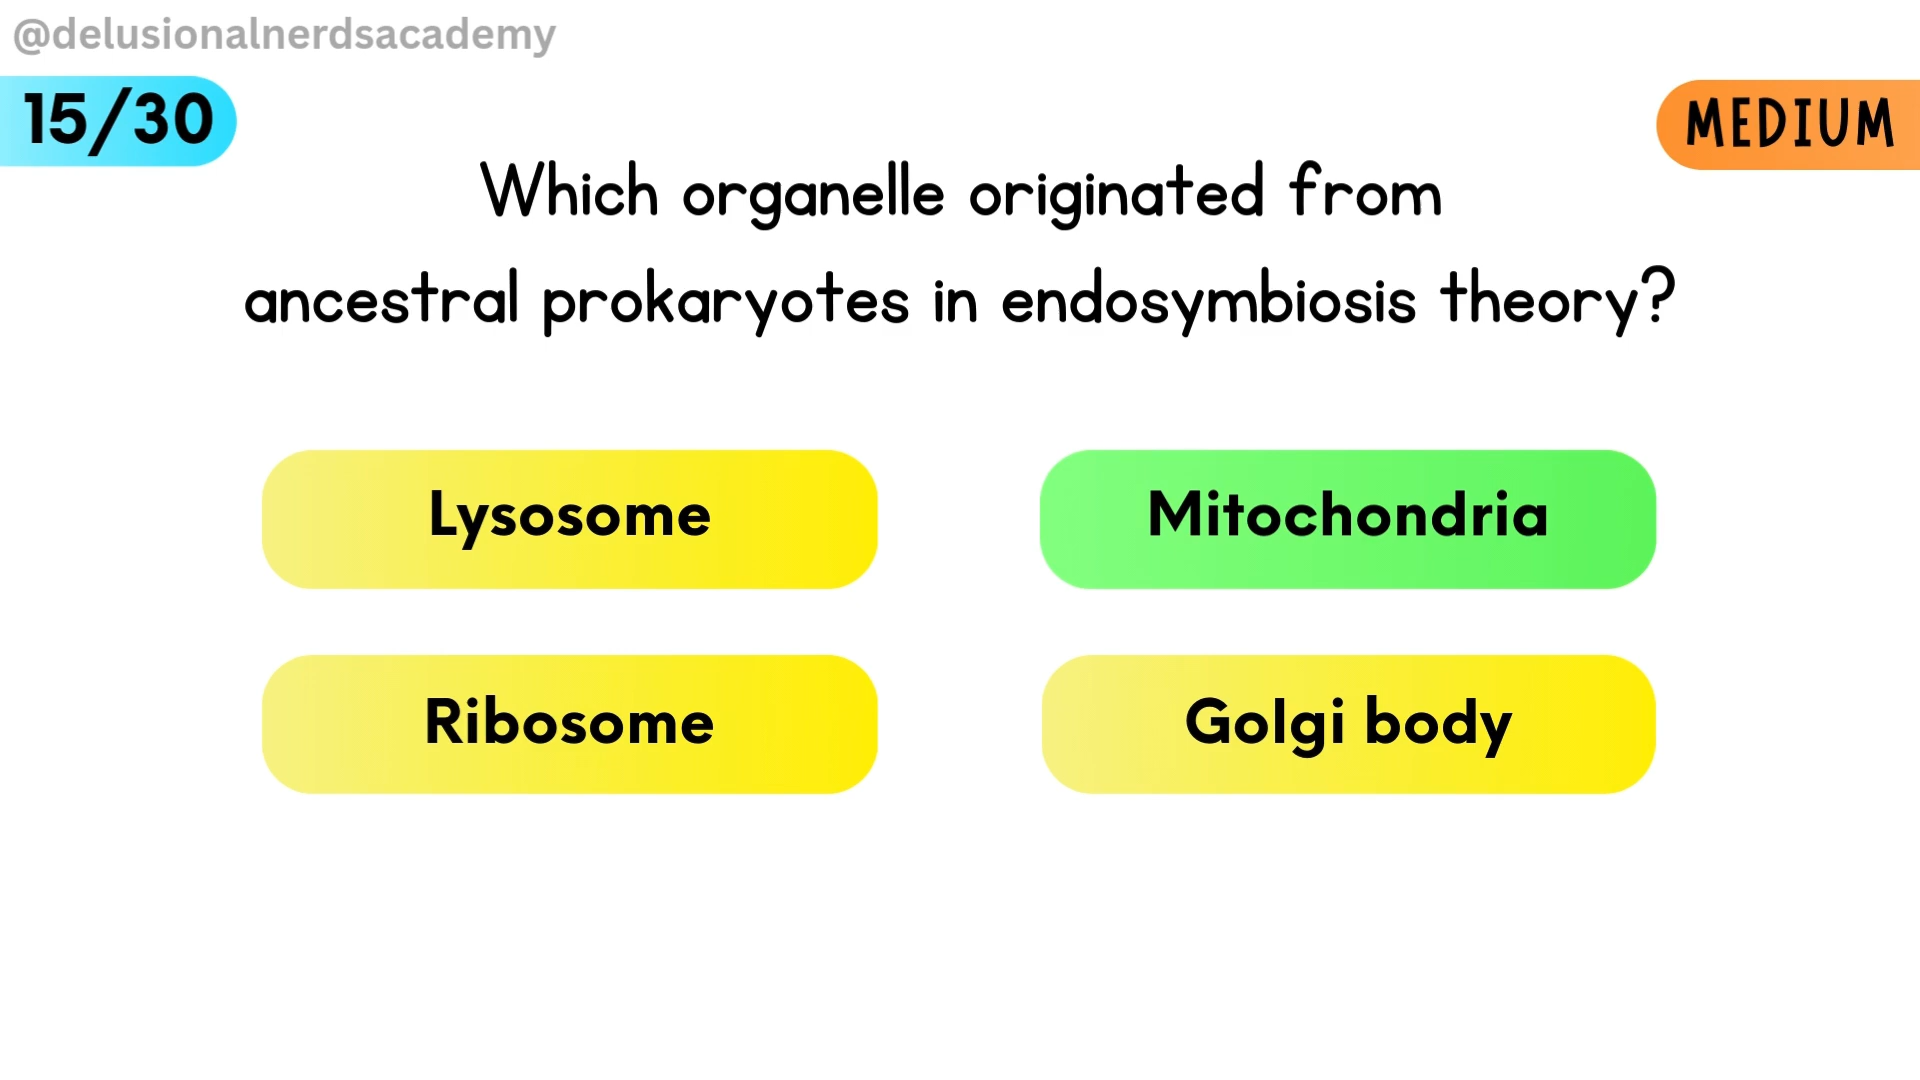 @delusionalnerdsacademy
15/30
MEDIUM
Which organelle originated from
ancestral prokaryotes in endosymbiosis theory?
Lysosome
Mitochondria
Ribosome
Golgi body